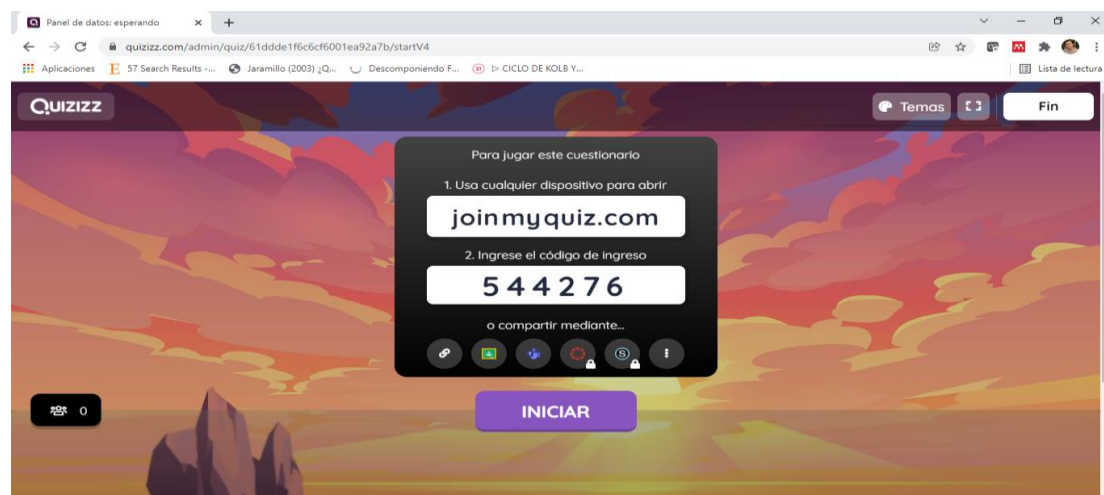 Panel de datos: esperando
quizizz.com/admin/quiz/61ddde1f6c6cf6001ea92a7b/startV4
Aplicaciones 57 Search Results -... Jaramillo (2003) ¿Q... Descomponiendo F... ▷ CICLO DE KOLB Y... Lista de lectura
QUIZIZZ Temas Fin
Para jugar este cuestionario
1. Usa cualquier dispositivo para abrir
joinmyquiz.com
2. Ingrese el código de ingreso
544276
o compartir mediante...
0
INICIAR